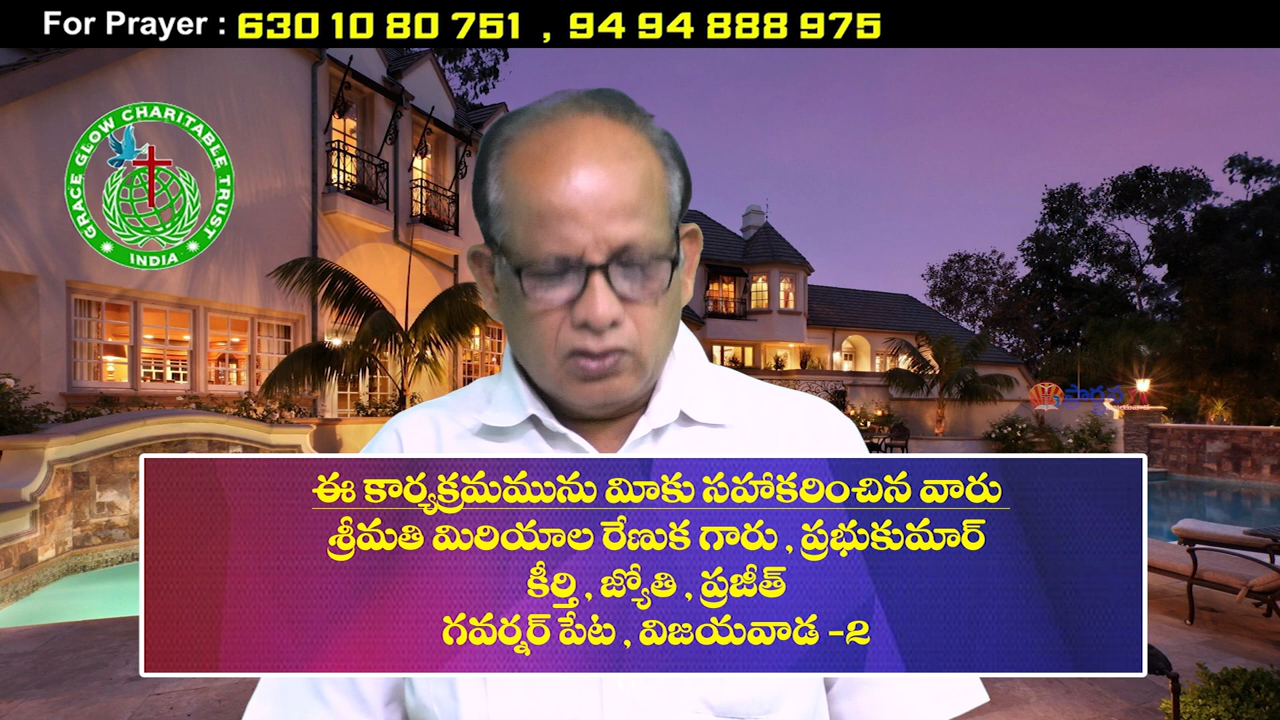 For Prayer : 630 10 80 751 , 94 94 888 975
GRACE GLOW CHARITABLE TRUST
INDIA
ప్రార్థన
ఈ కార్యక్రమమును మీకు సహాకరించిన వారు
శ్రీమతి మిరియాల రేణుక గారు , ప్రభుకుమార్
కీర్తి , జ్యోతి , ప్రజీత్
గవర్నర్ పేట , విజయవాడ -2